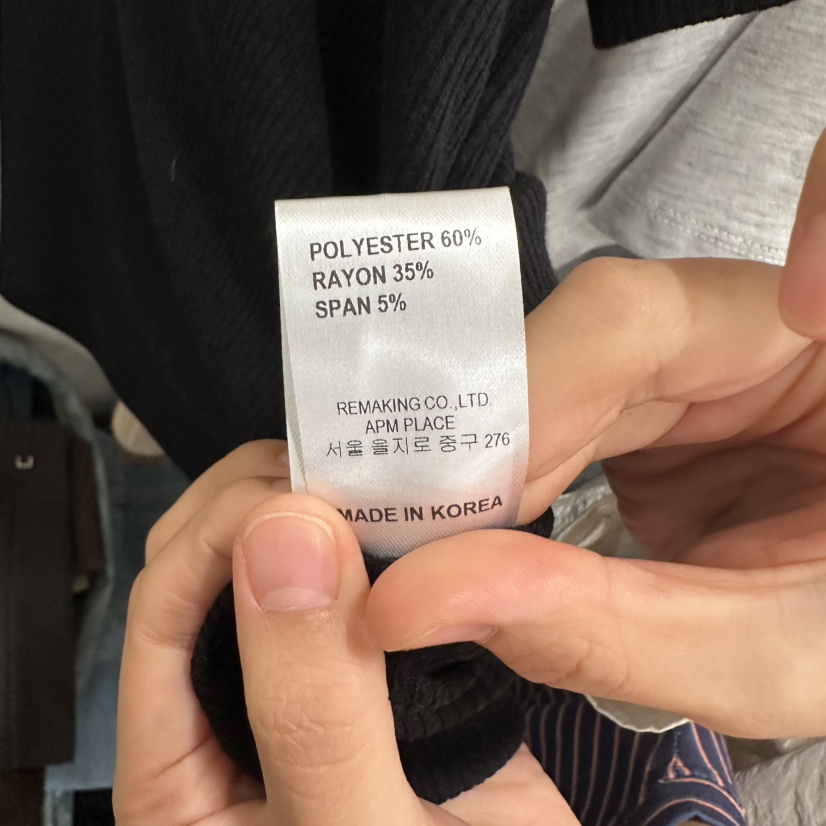 POLYESTER 60%
RAYON 35%
SPAN 5%
REMAKING CO.,LTD.
APM PLACE
서울 을지로 중구 276
MADE IN KOREA